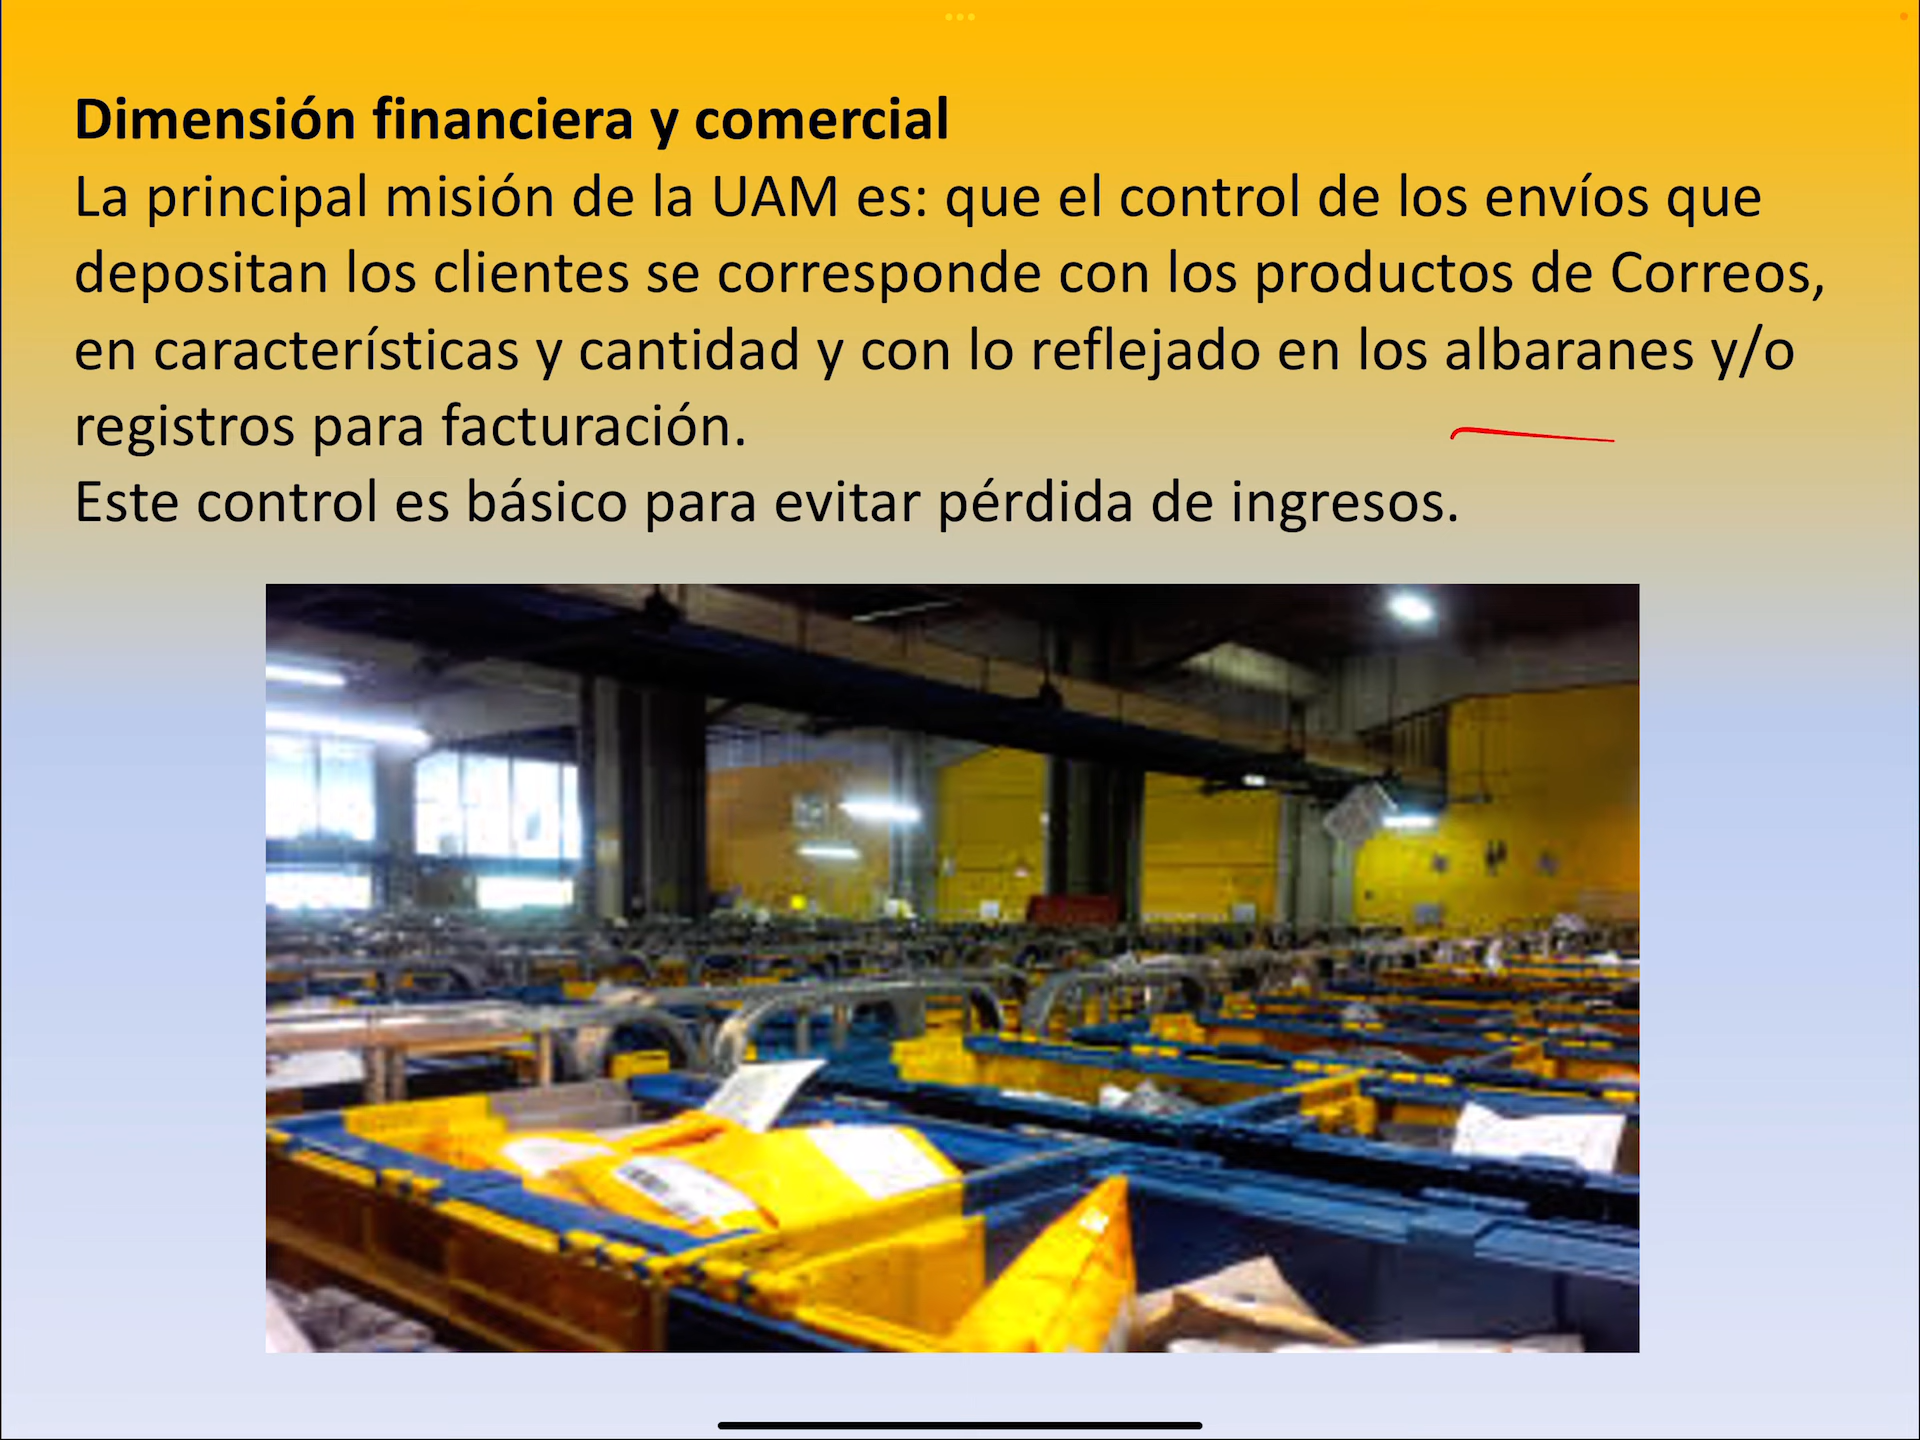 Dimensión financiera y comercial
La principal misión de la UAM es: que el control de los envíos que
depositan los clientes se corresponde con los productos de Correos,
en características y cantidad y con lo reflejado en los albaranes y/o
registros para facturación.
Este control es básico para evitar pérdida de ingresos.